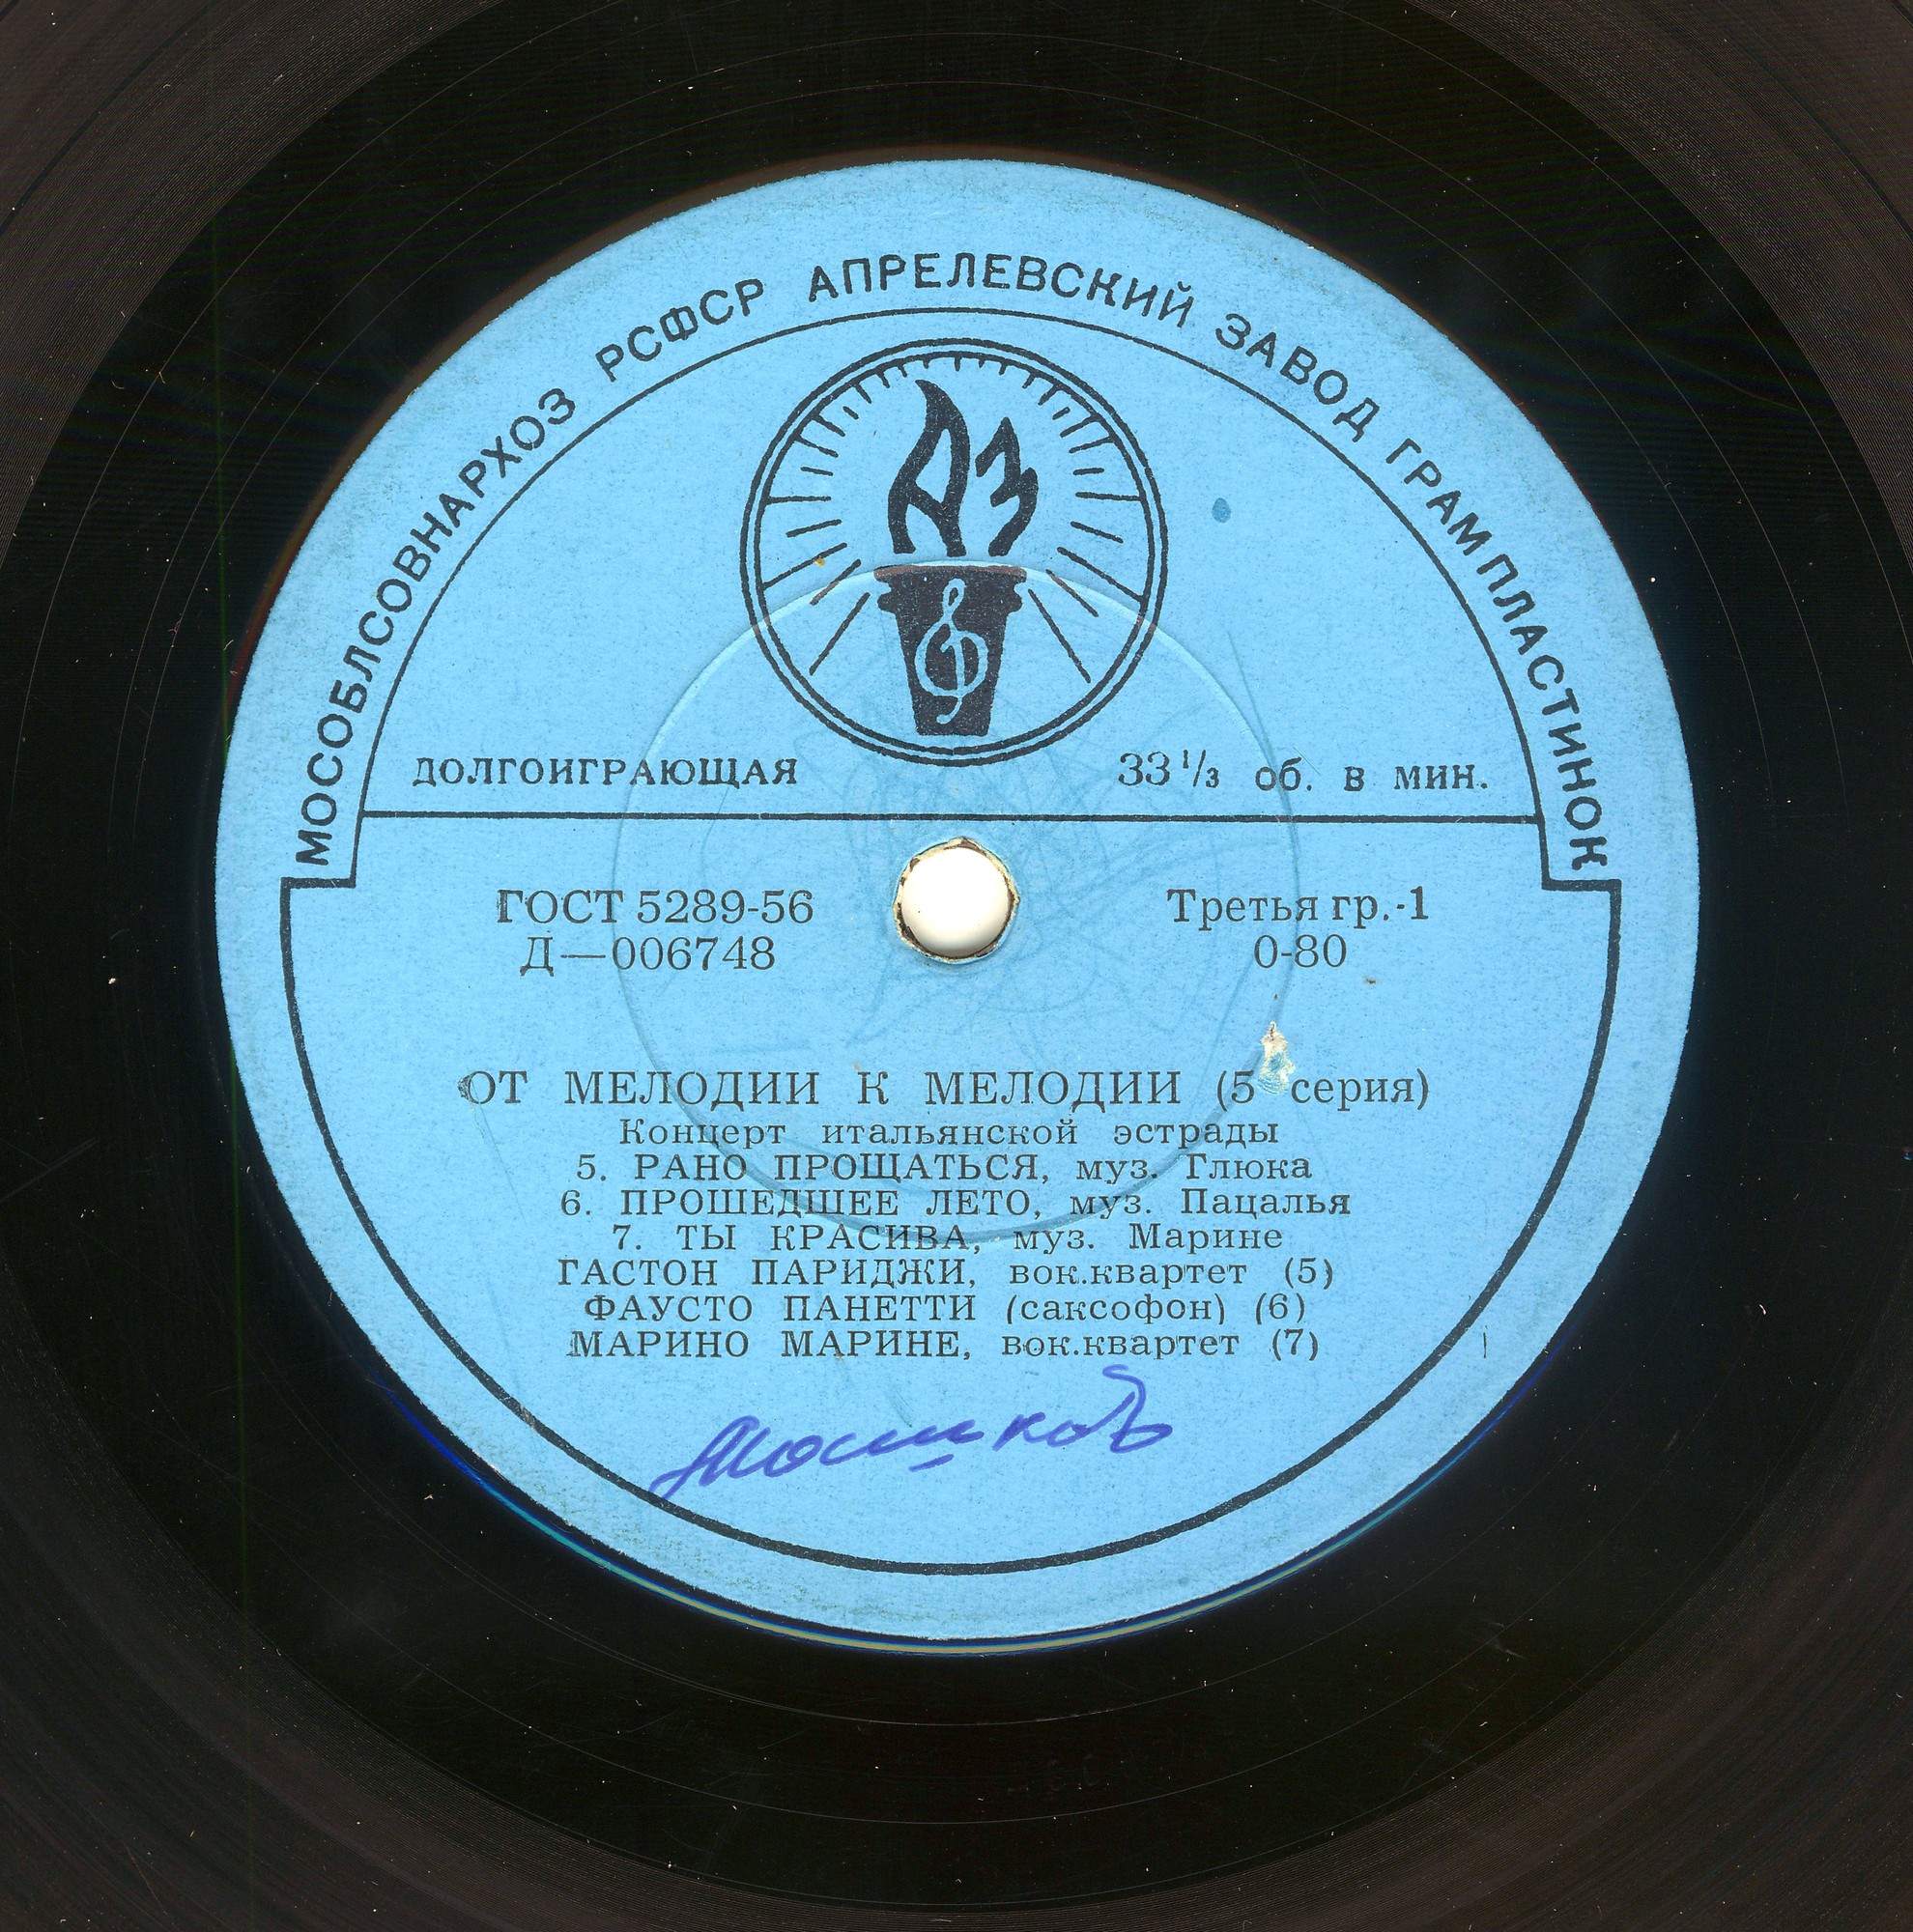 МОСОБЛСОВНАРХОЗ РСФСР АПРЕЛЕВСКИЙ ЗАВОД ГРАМПЛАСТИНОК
АЗ
ДОЛГОИГРАЮЩАЯ 33 1/3 об. в мин.
ГОСТ 5289-56 Третья гр.-1
Д—006748 0-80
ОТ МЕЛОДИИ К МЕЛОДИИ (5 серия)
Концерт итальянской эстрады
5. РАНО ПРОЩАТЬСЯ, муз. Глюка
6. ПРОШЕДШЕЕ ЛЕТО, муз. Пацалья
7. ТЫ КРАСИВА, муз. Марине
ГАСТОН ПАРИДЖИ, вок.квартет (5)
ФАУСТО ПАНЕТТИ (саксофон) (6)
МАРИНО МАРИНЕ, вок.квартет (7)
Мошков